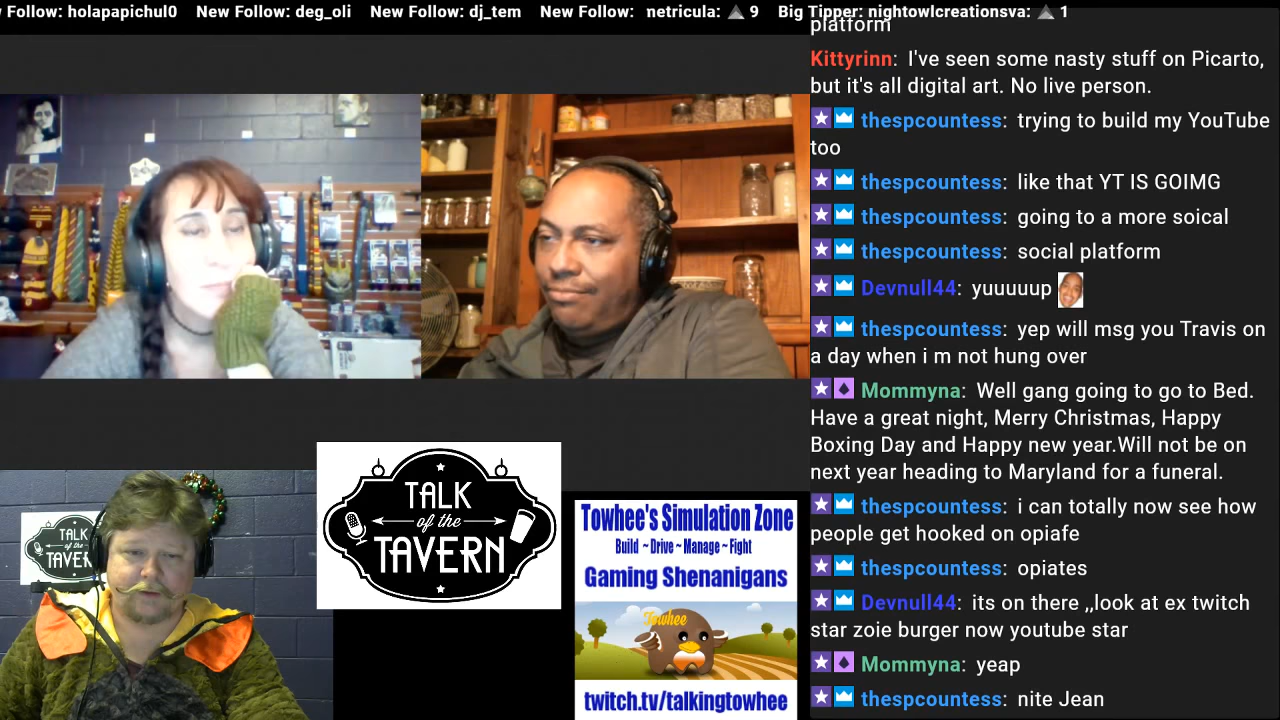 Follow: holapapichul0 New Follow: deg_oli New Follow: dj_tem New Follow: netricula: 9 Big Tipper: nightowlcreationsva: 1
platform
Kittyrinn: I've seen some nasty stuff on Picarto,
but it's all digital art. No live person.
thespcountess: trying to build my YouTube
too
thespcountess: like that YT IS GOIMG
thespcountess: going to a more soical
thespcountess: social platform
Devnull44: yuuuuup
thespcountess: yep will msg you Travis on
a day when i m not hung over
Mommyna: Well gang going to go to Bed.
Have a great night, Merry Christmas, Happy
Boxing Day and Happy new year.Will not be on
next year heading to Maryland for a funeral.
thespcountess: i can totally now see how
people get hooked on opiafe
thespcountess: opiates
Devnull44: its on there ,,look at ex twitch
star zoie burger now youtube star
Mommyna: yeap
thespcountess: nite Jean
TALK
of the
TAVERN
TALK
of the
TAVER
Towhee's Simulation Zone
Build ~ Drive ~ Manage ~ Fight
Gaming Shenanigans
Towhee
twitch.tv/talkingtowhee